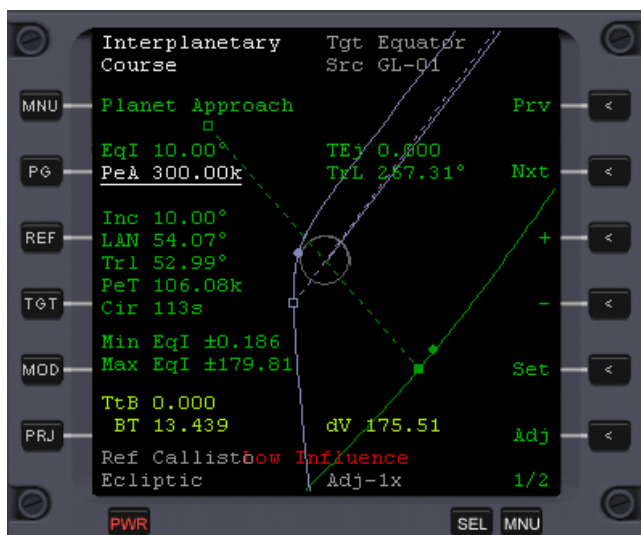 Interplanetary Tgt Equator
Course Src GL-01
MNU Planet Approach Prv <
EqI 10.00° TEj 0.000
PG PeA 300.00k TrL 267.31° Nxt <
Inc 10.00°
REF LAN 54.07° + <
Trl 52.99°
PeT 106.08k
TGT Cir 113s - <
Min EqI ±0.186
MOD Max EqI ±179.81 Set <
TtB 0.000
PRJ BT 13.439 dV 175.51 Adj <
Ref Callisto Low Influence
Ecliptic Adj-1x 1/2
PWR SEL MNU